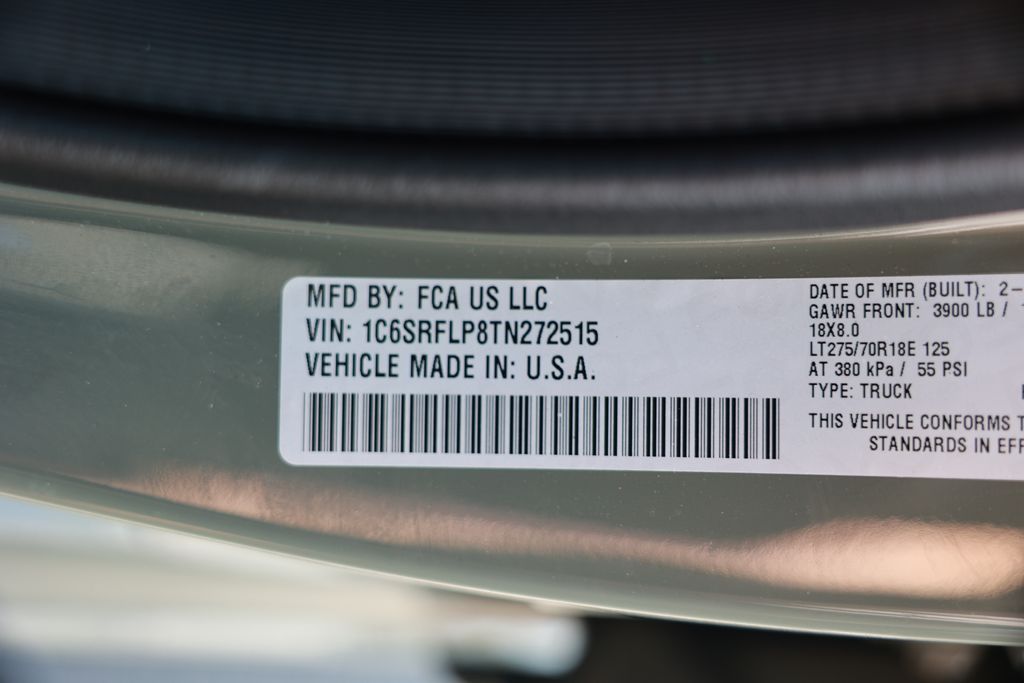 MFD BY: FCA US LLC
VIN: 1C6SRFLP8TN272515
VEHICLE MADE IN: U.S.A.
DATE OF MFR (BUILT): 2-
GAWR FRONT: 3900 LB /
18X8.0
LT275/70R18E 125
AT 380 kPa / 55 PSI
TYPE: TRUCK
THIS VEHICLE CONFORMS
STANDARDS IN